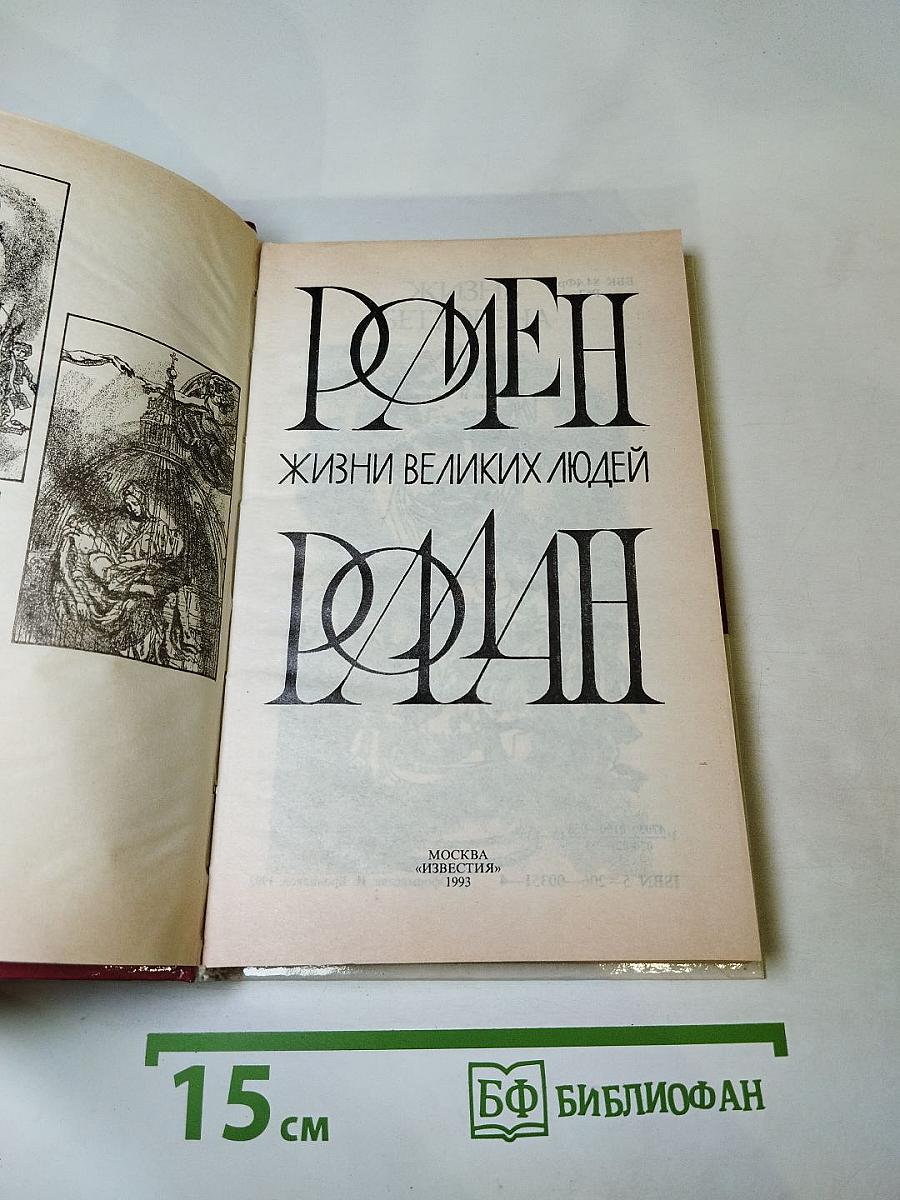 РОМЕН
ЖИЗНИ ВЕЛИКИХ ЛЮДЕЙ
РОЛЛАН
МОСКВА
«ИЗВЕСТИЯ»
1993
15 см
БФ БИБЛИОФАН